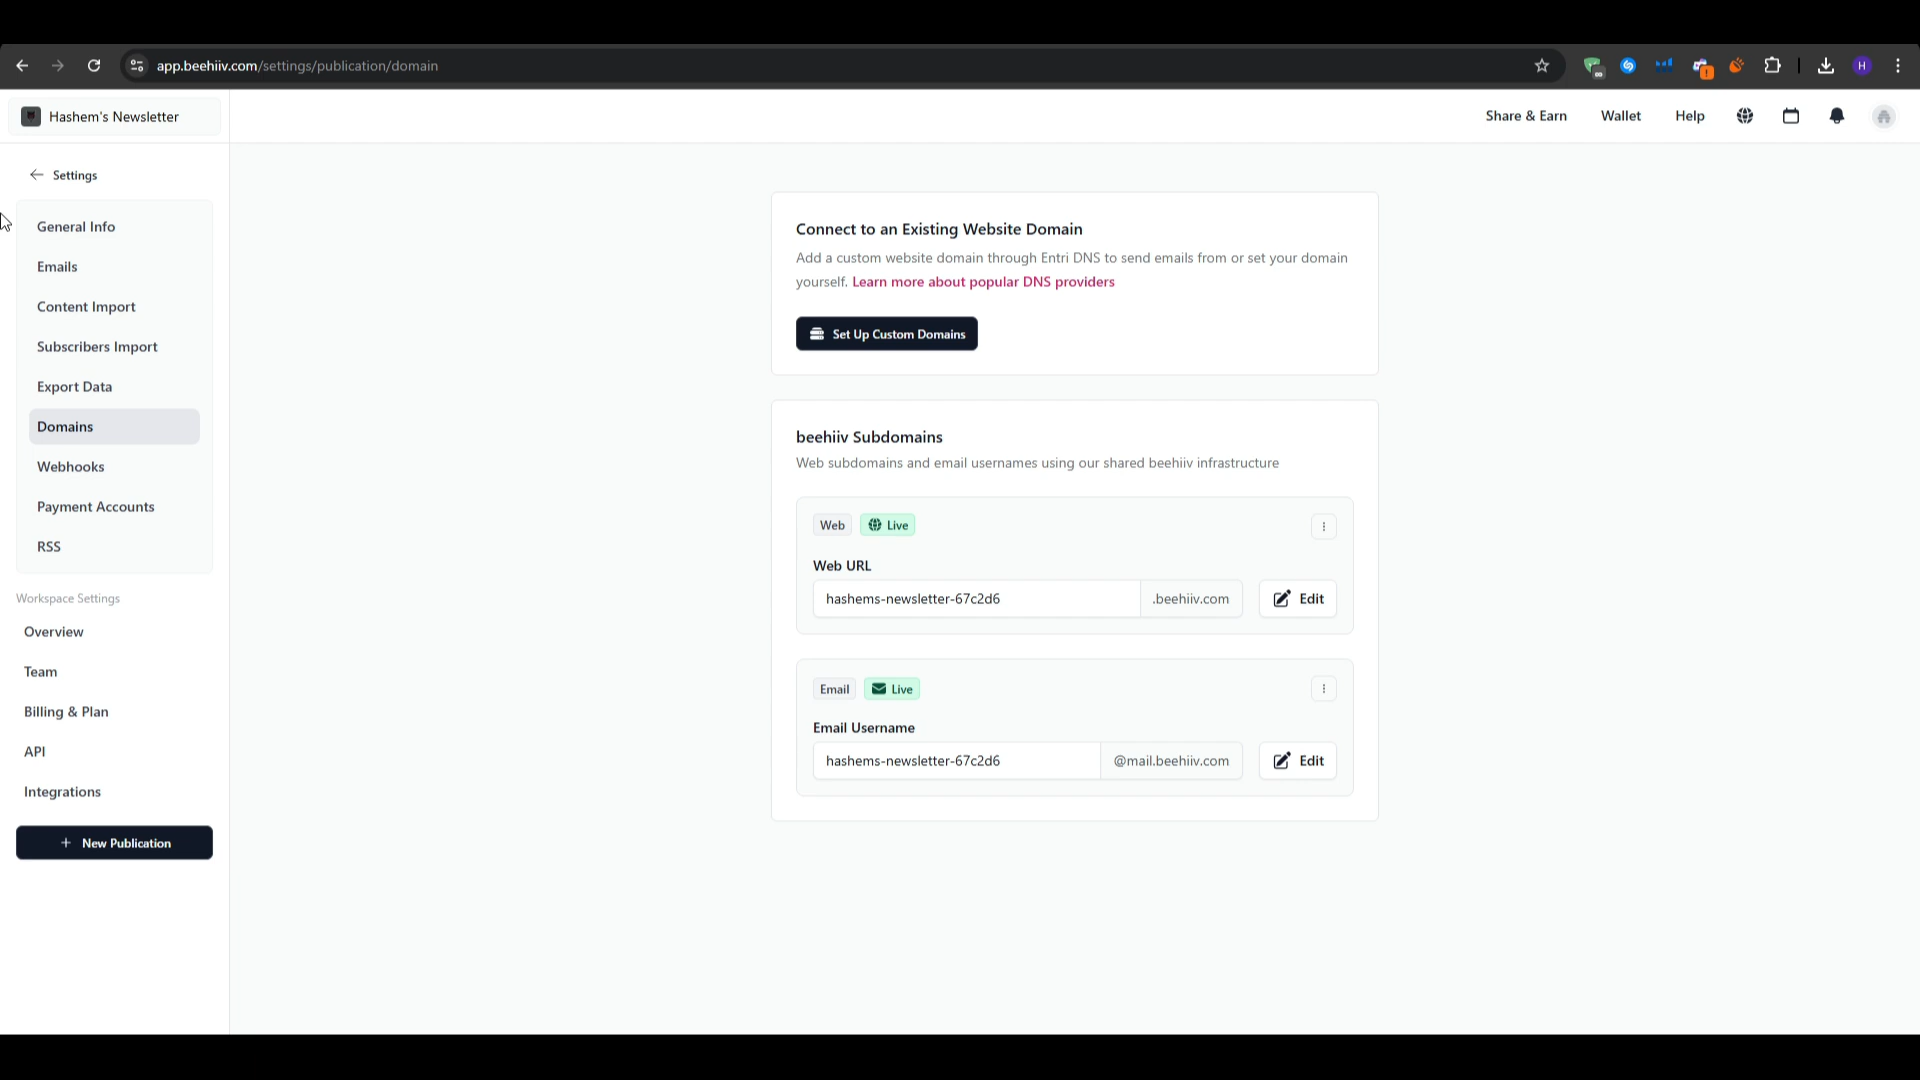 app.beehiiv.com/settings/publication/domain
H
Hashem's Newsletter
Share & Earn
Wallet
Help
Settings
General Info
Emails
Content Import
Subscribers Import
Export Data
Domains
Webhooks
Payment Accounts
RSS
Workspace Settings
Overview
Team
Billing & Plan
API
Integrations
+ New Publication
Connect to an Existing Website Domain
Add a custom website domain through Entri DNS to send emails from or set your domain
yourself. Learn more about popular DNS providers
Set Up Custom Domains
beehiiv Subdomains
Web subdomains and email usernames using our shared beehiiv infrastructure
Web Live
Web URL
hashems-newsletter-67c2d6 .beehiiv.com Edit
Email Live
Email Username
hashems-newsletter-67c2d6 @mail.beehiiv.com Edit